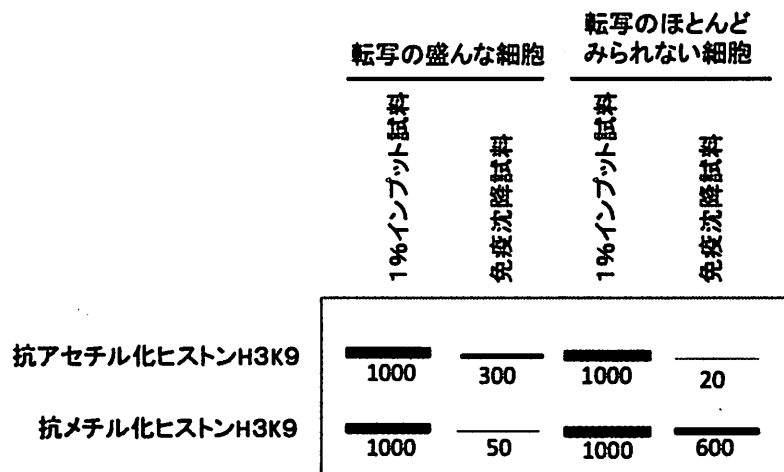 転写の盛んな細胞
転写のほとんど
みられない細胞
1%インプット試料
免疫沈降試料
1%インプット試料
免疫沈降試料
抗アセチル化ヒストンH3K9
1000 300 1000 20
抗メチル化ヒストンH3K9
1000 50 1000 600